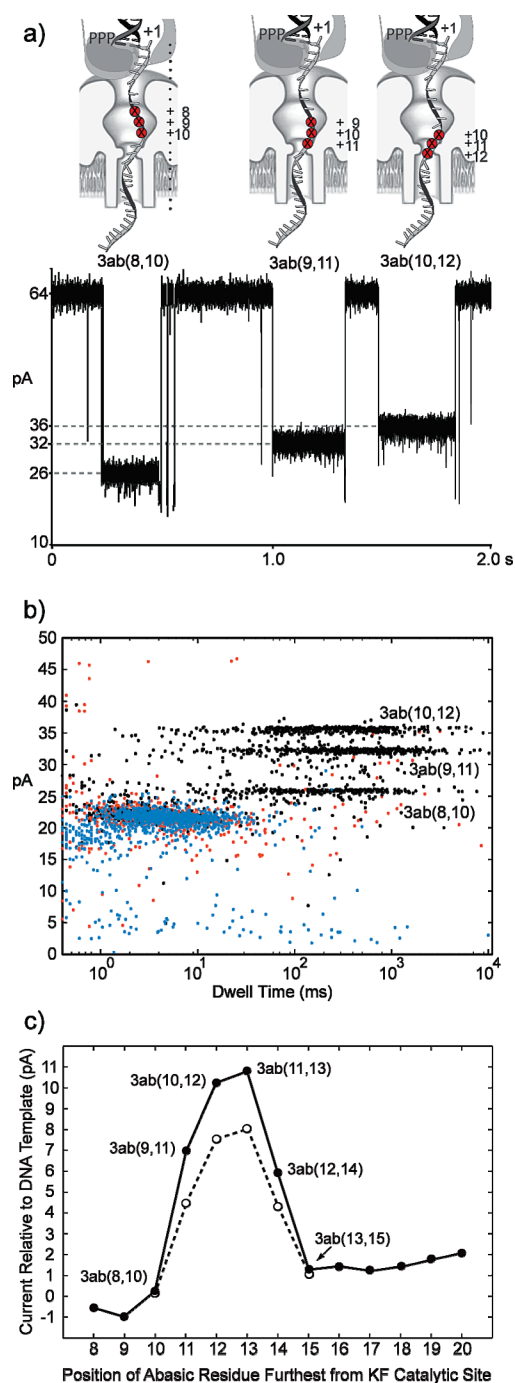 a)
PPP +1
+1
PPP +1
X
X
X
+ 8
+ 9
+10
X
X
X
+ 9
+10
+11
X
X
X
+10
+11
+12
3ab(8,10)
3ab(9,11)
3ab(10,12)
64
pA
36
32
26
10
0
1.0
2.0 s
b)
50
45
40
35
30
pA
25
20
15
10
5
0
3ab(10,12)
3ab(9,11)
3ab(8,10)
10^0
10^1
10^2
10^3
10^4
Dwell Time (ms)
c)
Current Relative to DNA Template (pA)
11
10
9
8
7
6
5
4
3
2
1
0
-1
3ab(10,12)
3ab(11,13)
3ab(9,11)
3ab(12,14)
3ab(13,15)
3ab(8,10)
8 9 10 11 12 13 14 15 16 17 18 19 20
Position of Abasic Residue Furthest from KF Catalytic Site